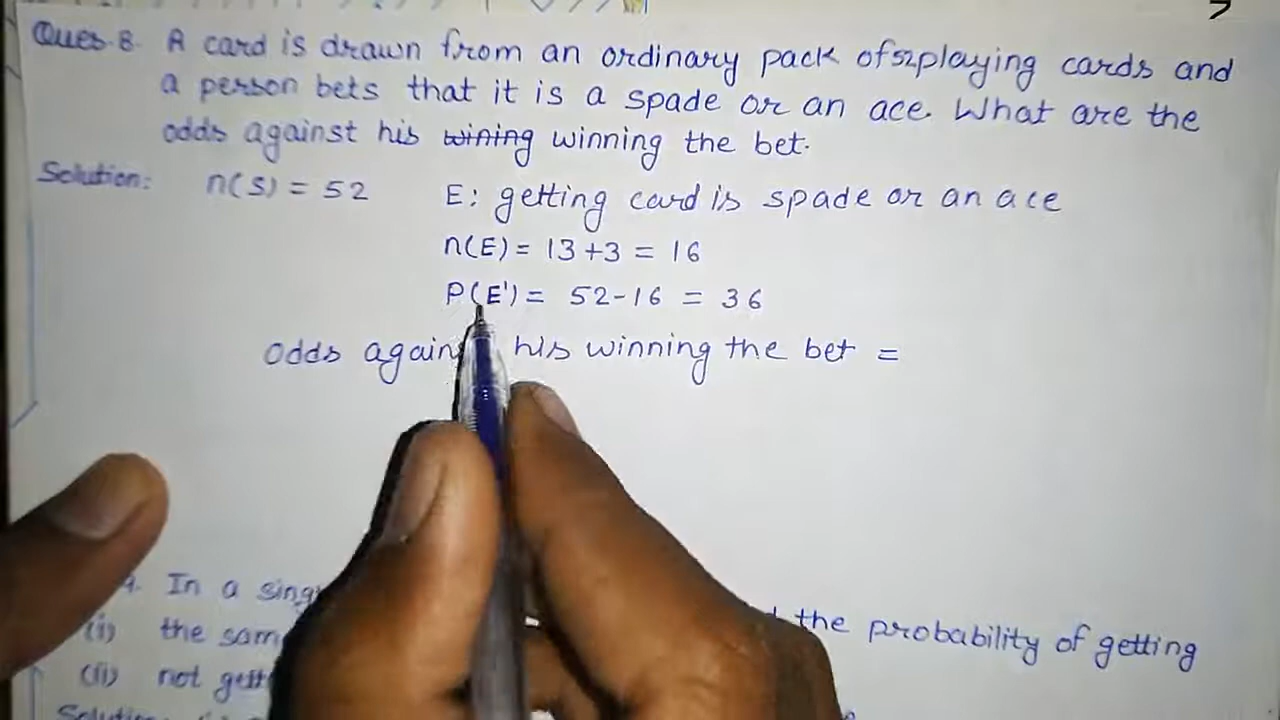 Ques. 8. A card is drawn from an ordinary pack of 52 playing cards and
a person bets that it is a spade or an ace. What are the
odds against his wining winning the bet.
Solution: n(S) = 52 E: getting card is spade or an ace
n(E) = 13 + 3 = 16
P(E') = 52 - 16 = 36
odds again his winning the bet =
In a sing
the probability of getting
(i) the sam
(ii) not gett
Solution